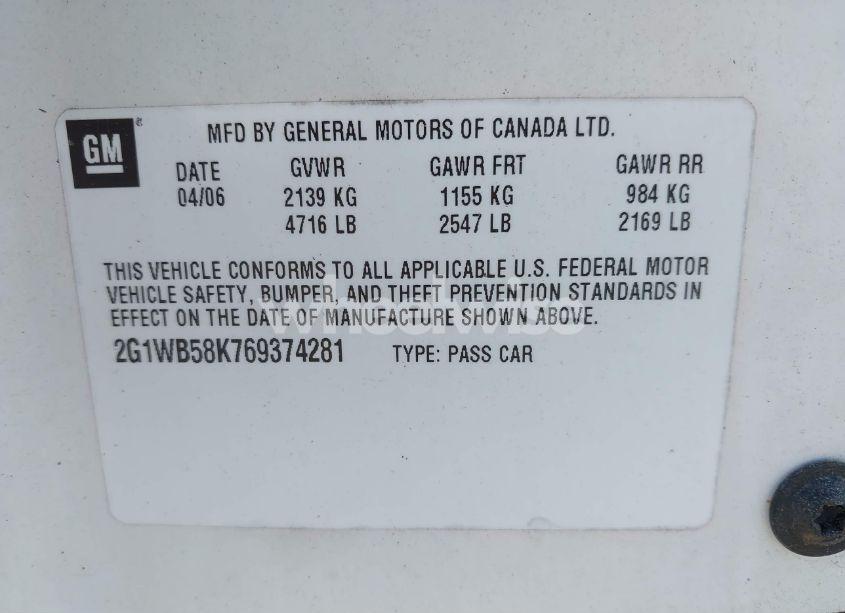 GM
MFD BY GENERAL MOTORS OF CANADA LTD.
DATE GVWR GAWR FRT GAWR RR
04/06 2139 KG 1155 KG 984 KG
4716 LB 2547 LB 2169 LB
THIS VEHICLE CONFORMS TO ALL APPLICABLE U.S. FEDERAL MOTOR
VEHICLE SAFETY, BUMPER, AND THEFT PREVENTION STANDARDS IN
EFFECT ON THE DATE OF MANUFACTURE SHOWN ABOVE.
wheelwise
2G1WB58K769374281 TYPE: PASS CAR